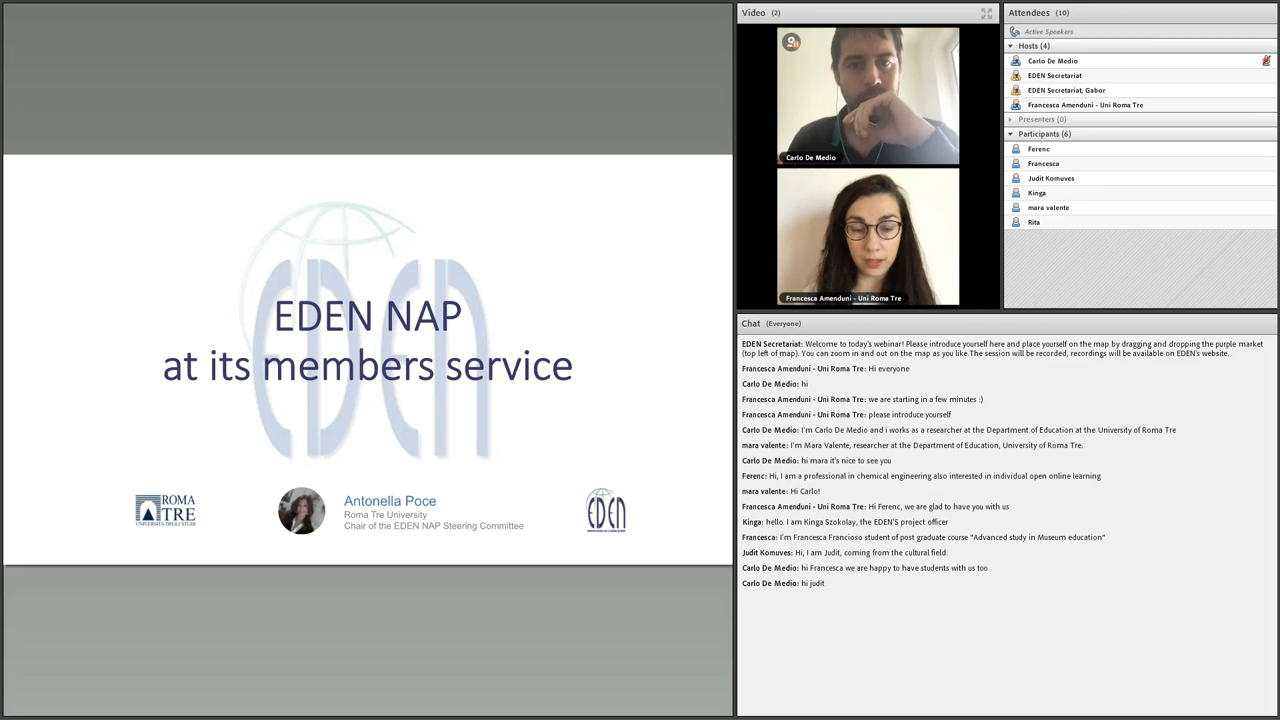 EDEN
EDEN NAP
at its members service
ROMA
TRE
UNIVERSITÀ DEGLI STUDI
Antonella Poce
Roma Tre University
Chair of the EDEN NAP Steering Committee
EDEN
Video (2)
Carlo De Medio
Francesca Amenduni - Uni Roma Tre
Attendees (10)
Active Speakers
Hosts (4)
Carlo De Medio
EDEN Secretariat
EDEN Secretariat, Gabor
Francesca Amenduni - Uni Roma Tre
Presenters (0)
Participants (6)
Ferenc
Francesca
Judit Komuves
Kinga
mara valente
Rita
Chat (Everyone)
EDEN Secretariat: Welcome to today's webinar! Please introduce yourself here and place yourself on the map by dragging and dropping the purple market
(top left of map). You can zoom in and out on the map as you like.The session will be recorded, recordings will be available on EDEN's website.
Francesca Amenduni - Uni Roma Tre: Hi everyone
Carlo De Medio: hi
Francesca Amenduni - Uni Roma Tre: we are starting in a few minutes :)
Francesca Amenduni - Uni Roma Tre: please introduce yourself
Carlo De Medio: I'm Carlo De Medio and i works as a researcher at the Department of Education at the University of Roma Tre
mara valente: I'm Mara Valente, researcher at the Department of Education, University of Roma Tre.
Carlo De Medio: hi mara it's nice to see you
Ferenc: Hi, I am a professional in chemical engineering also interested in individual open online learning
mara valente: Hi Carlo!
Francesca Amenduni - Uni Roma Tre: Hi Ferenc, we are glad to have you with us
Kinga: hello. I am Kinga Szokolay, the EDEN'S project officer
Francesca: I'm Francesca Francioso student of post graduate course "Advanced study in Museum education"
Judit Komuves: Hi, I am Judit, coming from the cultural field.
Carlo De Medio: hi Francesca we are happy to have students with us too
Carlo De Medio: hi judit